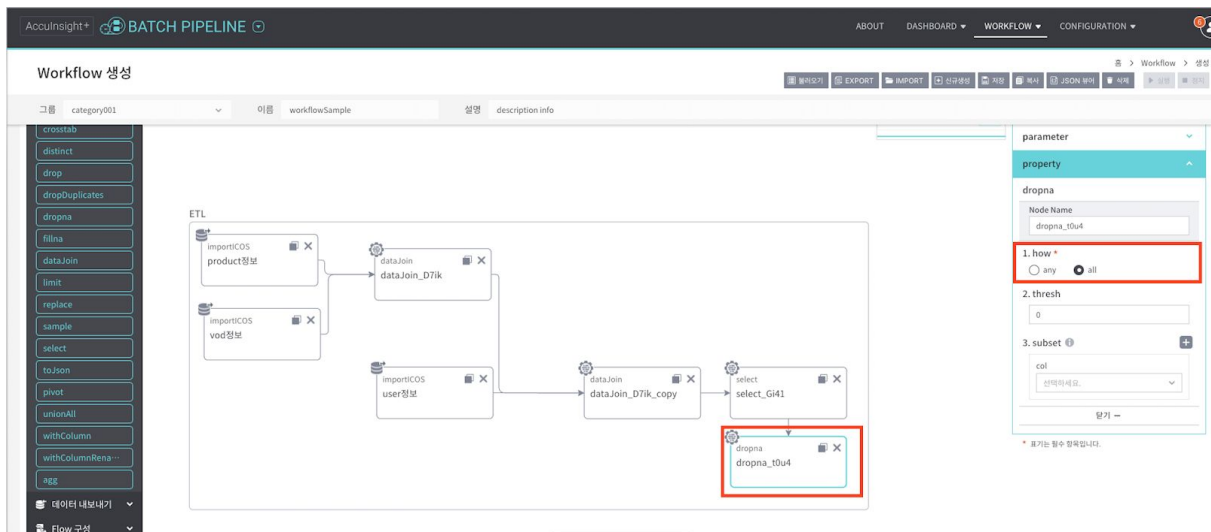 AccuInsight+ BATCH PIPELINE
ABOUT DASHBOARD WORKFLOW CONFIGURATION
6
Workflow 생성
홈 > Workflow > 생성
불러오기 EXPORT IMPORT 신규생성 저장 복사 JSON 뷰어 삭제 실행 중지
그룹 category001 이름 workflowSample 설명 description info
crosstab
distinct
drop
dropDuplicates
dropna
fillna
dataJoin
limit
replace
sample
select
toJson
pivot
unionAll
withColumn
withColumnRena···
agg
데이터 내보내기
Flow 구성
ETL
importICOS
product정보
dataJoin
dataJoin_D7ik
importICOS
vod정보
importICOS
user정보
dataJoin
dataJoin_D7ik_copy
select
select_Gi41
dropna
dropna_t0u4
parameter
property
dropna
Node Name
dropna_t0u4
1. how *
any all
2. thresh
0
3. subset
col
선택하세요.
닫기
* 표기는 필수 항목입니다.